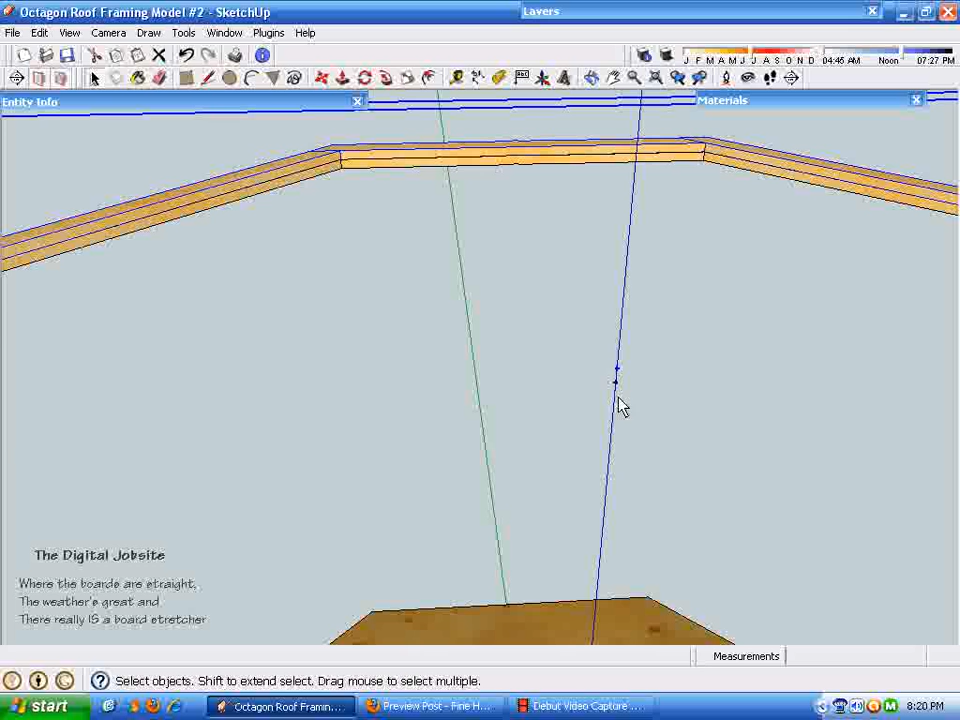 Octagon Roof Framing Model #2 - SketchUp
Layers
File Edit View Camera Draw Tools Window Plugins Help
J F M A M J J A S O N D 04:45 AM Noon 07:27 PM
ABC
Entity Info
Materials
The Digital Jobsite
Where the boards are straight,
The weather's great and
There really IS a board stretcher
Measurements
Select objects. Shift to extend select. Drag mouse to select multiple.
start
Octagon Roof Framin...
Preview Post - Fine H...
Debut Video Capture ...
8:20 PM